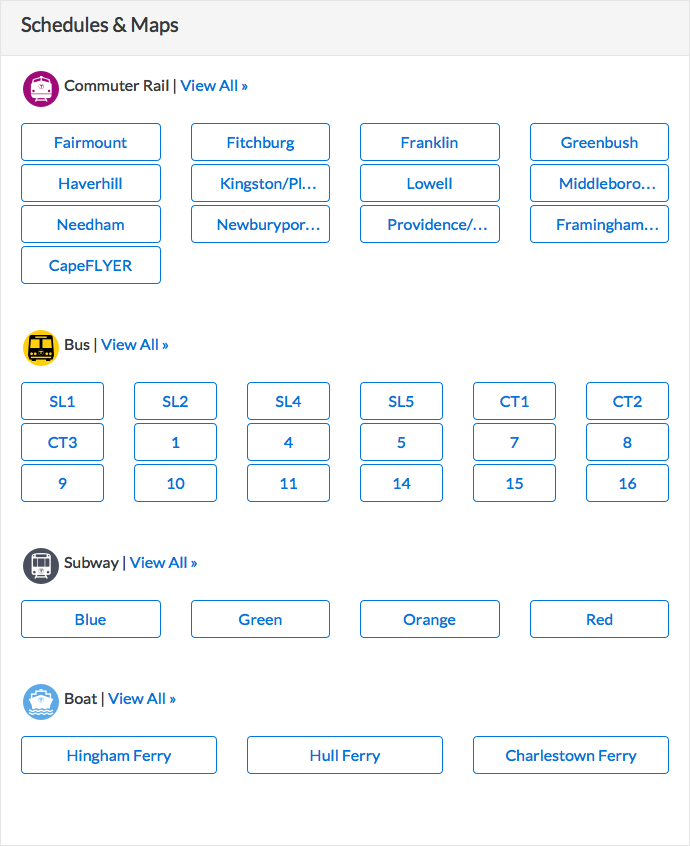 Schedules & Maps
Commuter Rail | View All »
Fairmount Fitchburg Franklin Greenbush
Haverhill Kingston/Pl... Lowell Middleboro...
Needham Newburypor... Providence/... Framingham...
CapeFLYER
Bus | View All »
SL1 SL2 SL4 SL5 CT1 CT2
CT3 1 4 5 7 8
9 10 11 14 15 16
Subway | View All »
Blue Green Orange Red
Boat | View All »
Hingham Ferry Hull Ferry Charlestown Ferry